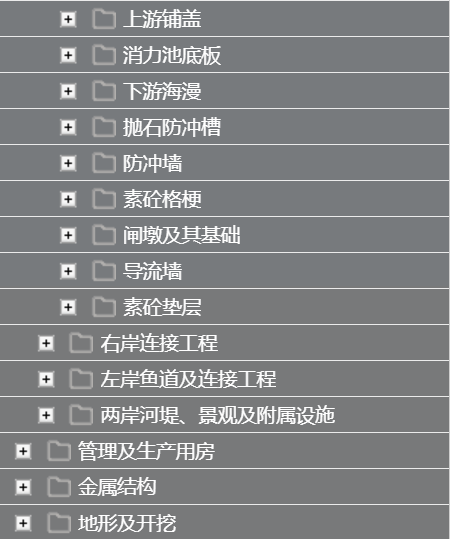 上游铺盖
消力池底板
下游海漫
抛石防冲槽
防冲墙
素砼格梗
闸墩及其基础
导流墙
素砼垫层
右岸连接工程
左岸鱼道及连接工程
两岸河堤、景观及附属设施
管理及生产用房
金属结构
地形及开挖